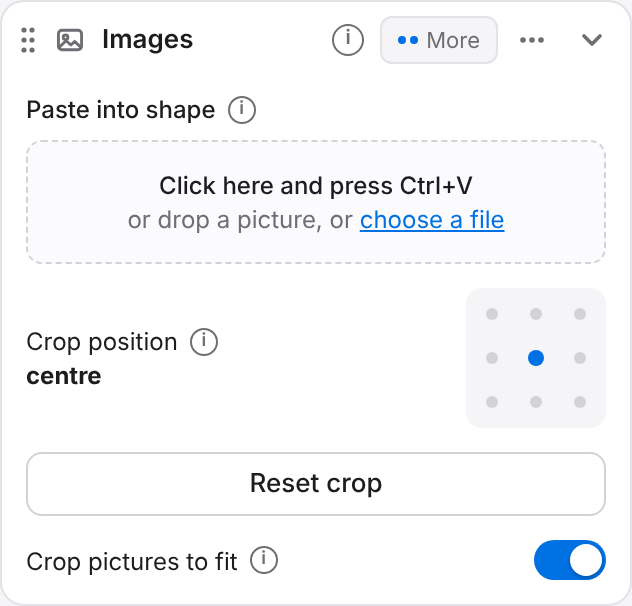 Images
More
Paste into shape
Click here and press Ctrl+V
or drop a picture, or choose a file
Crop position
centre
Reset crop
Crop pictures to fit